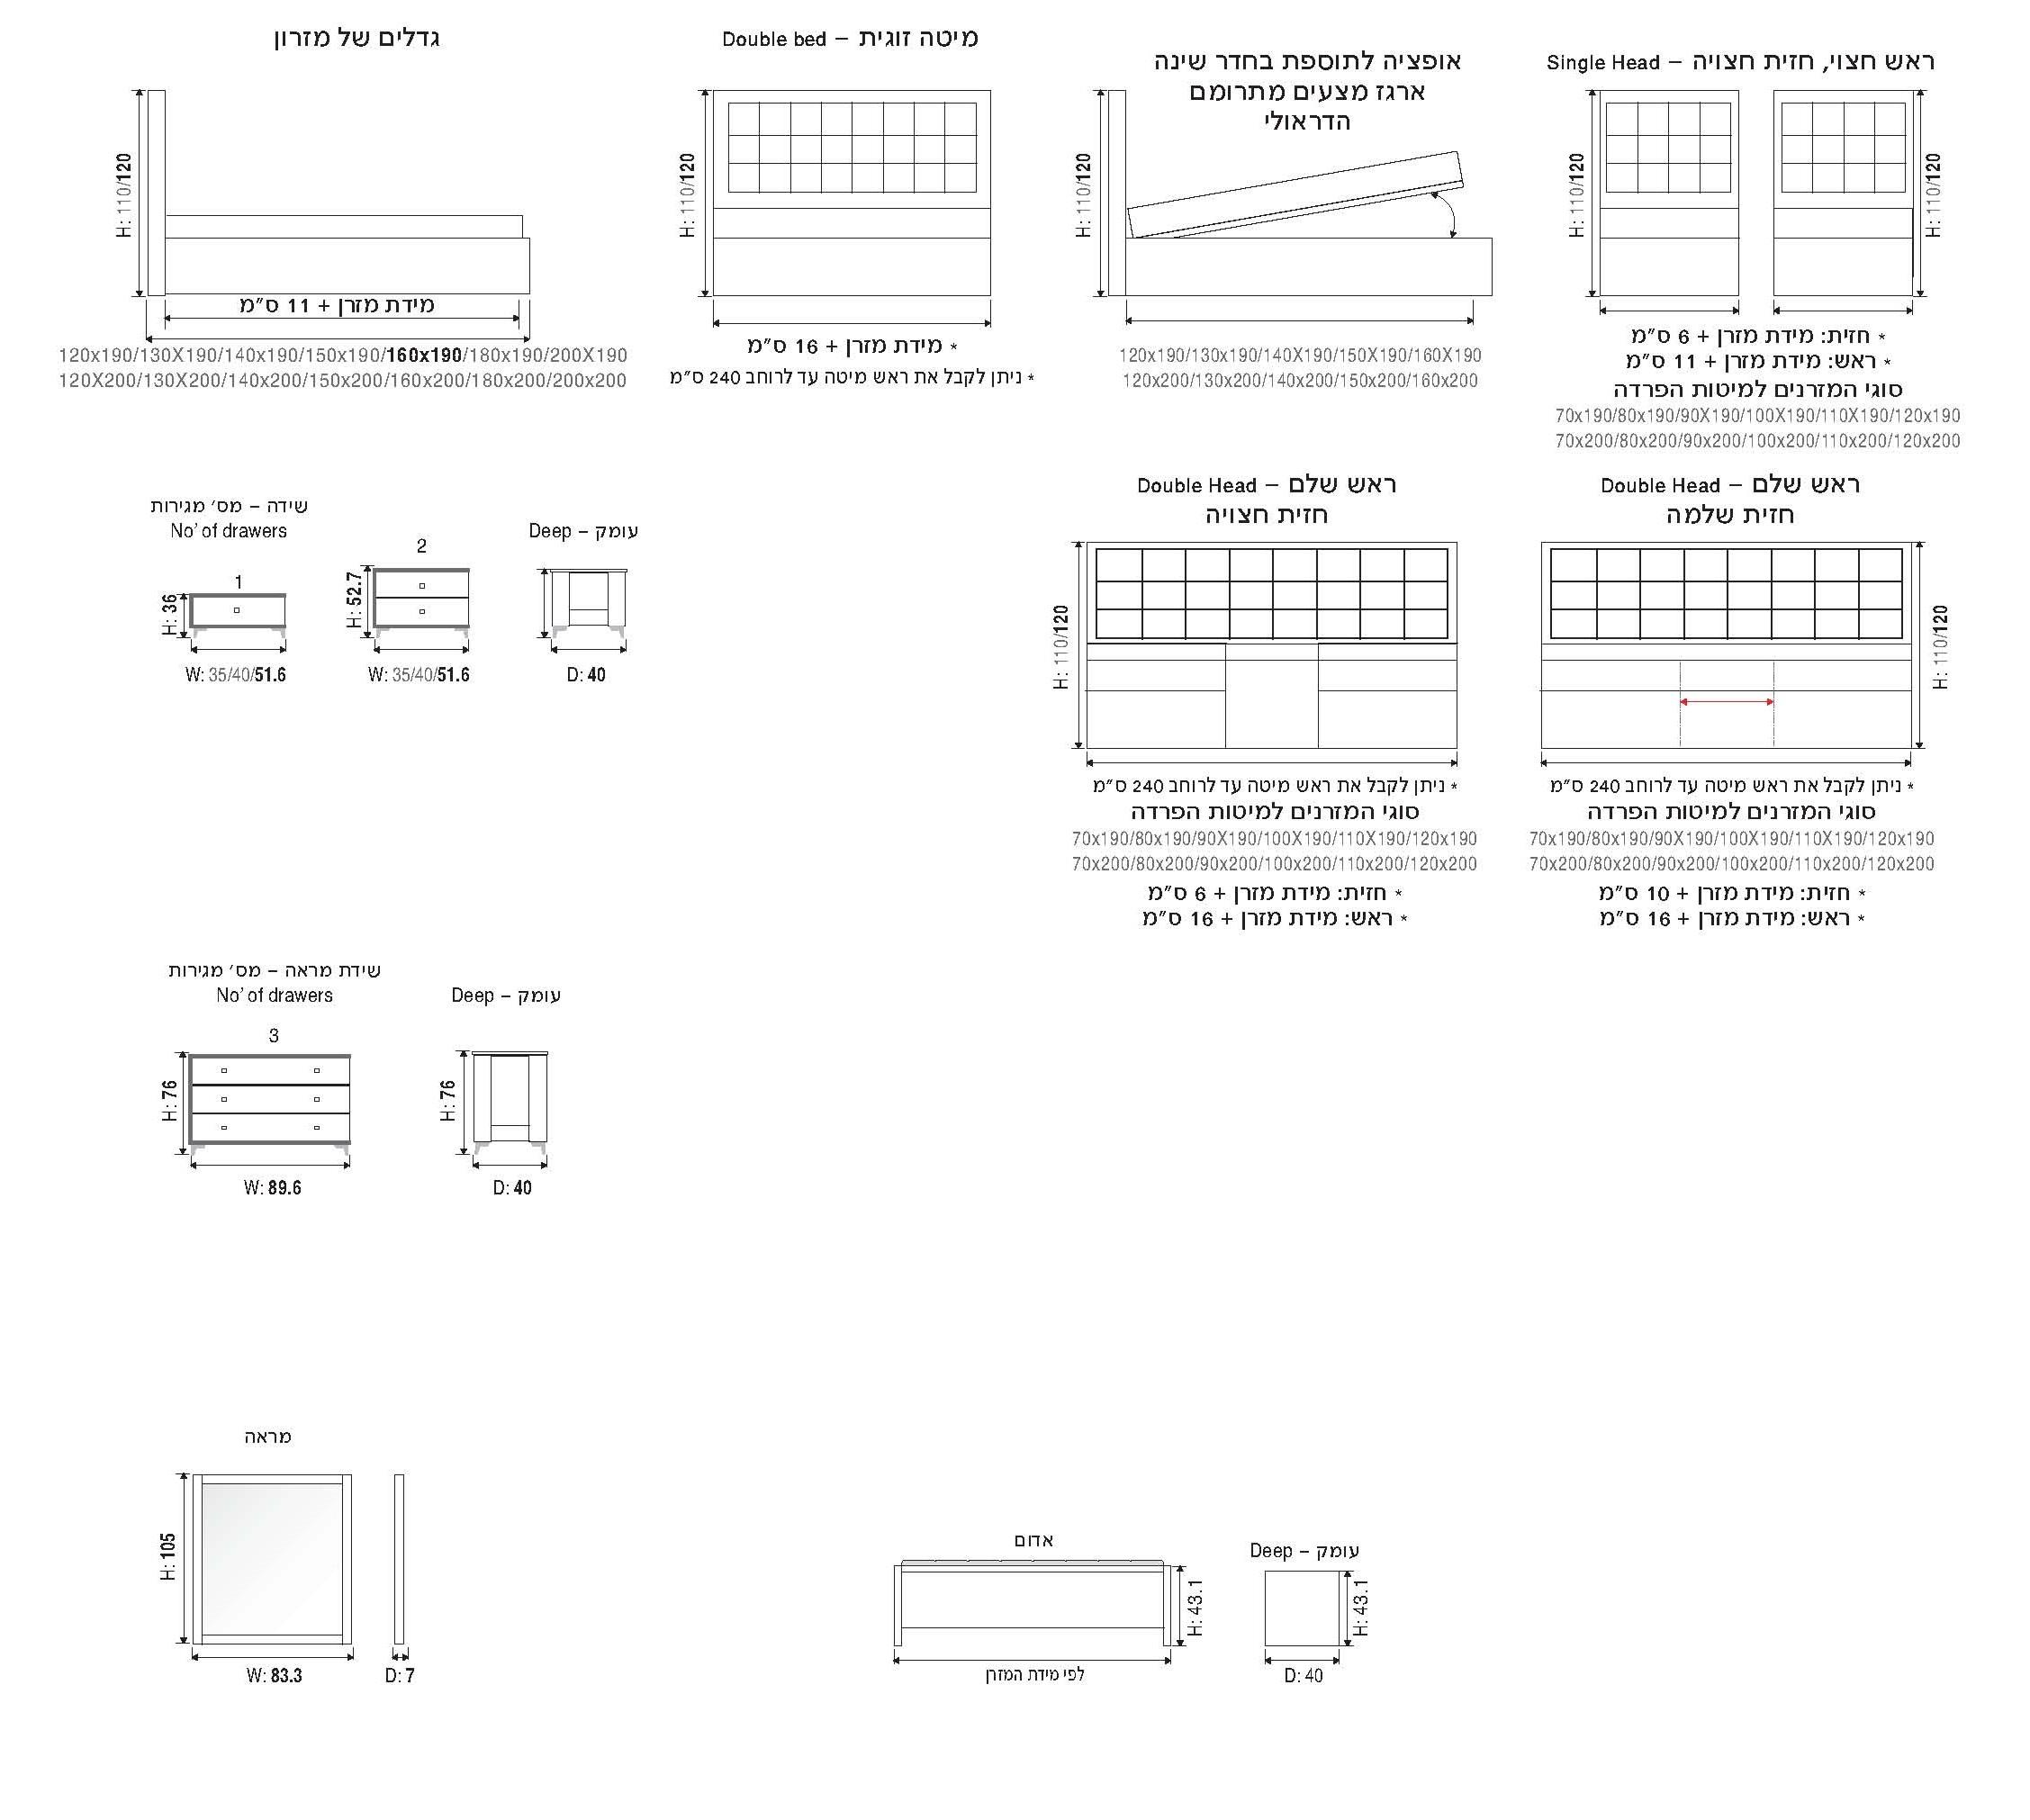 גדלים של מזרון
H: 110/120
מידת מזרן + 11 ס"מ
120x190/130X190/140x190/150x190/160x190/180x190/200X190
120X200/130X200/140x200/150x200/160x200/180x200/200x200
מיטה זוגית – Double bed
H: 110/120
* מידת מזרן + 16 ס"מ
* ניתן לקבל את ראש מיטה עד לרוחב 240 ס"מ
אופציה לתוספת בחדר שינה
ארגז מצעים מתרומם
הדראולי
H: 110/120
120x190/130x190/140X190/150X190/160X190
120x200/130x200/140x200/150x200/160x200
ראש חצוי, חזית חצויה – Single Head
H: 110/120
H: 110/120
* חזית: מידת מזרן + 6 ס"מ
* ראש: מידת מזרן + 11 ס"מ
סוגי המזרנים למיטות הפרדה
70x190/80x190/90X190/100X190/110X190/120x190
70x200/80x200/90x200/100x200/110x200/120x200
שידה – מס' מגירות
No' of drawers
1
H: 36
W: 35/40/51.6
2
H: 52.7
W: 35/40/51.6
עומק – Deep
D: 40
ראש שלם – Double Head
חזית חצויה
H: 110/120
* ניתן לקבל את ראש מיטה עד לרוחב 240 ס"מ
סוגי המזרנים למיטות הפרדה
70x190/80x190/90X190/100X190/110X190/120x190
70x200/80x200/90x200/100x200/110x200/120x200
* חזית: מידת מזרן + 6 ס"מ
* ראש: מידת מזרן + 16 ס"מ
ראש שלם – Double Head
חזית שלמה
H: 110/120
* ניתן לקבל את ראש מיטה עד לרוחב 240 ס"מ
סוגי המזרנים למיטות הפרדה
70x190/80x190/90X190/100X190/110X190/120x190
70x200/80x200/90x200/100x200/110x200/120x200
* חזית: מידת מזרן + 10 ס"מ
* ראש: מידת מזרן + 16 ס"מ
שידת מראה – מס' מגירות
No' of drawers
3
H: 76
W: 89.6
עומק – Deep
H: 76
D: 40
מראה
H: 105
W: 83.3
D: 7
אדום
H: 43.1
לפי מידת המזרן
עומק – Deep
H: 43.1
D: 40